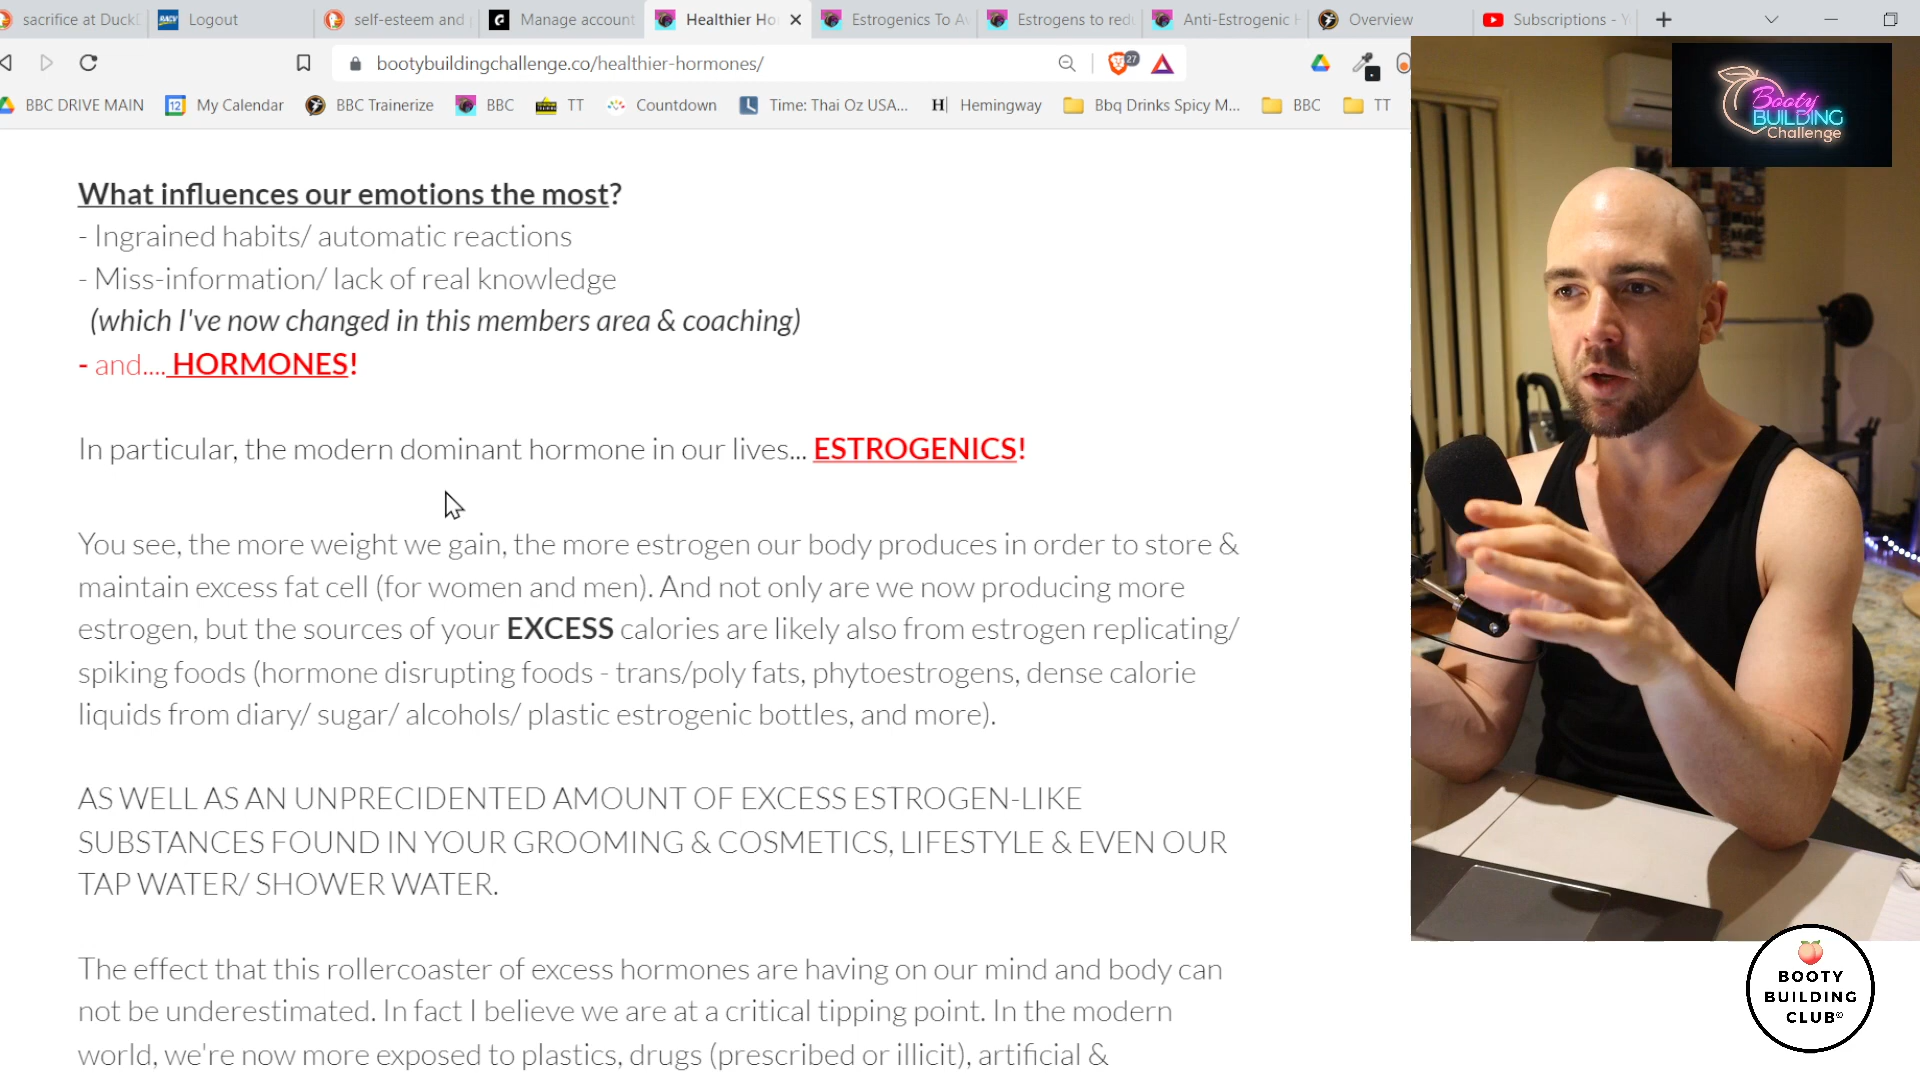 sacrifice at Duck
RACV
Logout
self-esteem and
Manage account
Healthier Ho
Estrogenics To Av
Estrogens to redu
Anti-Estrogenic
Overview
Subscriptions -
bootybuildingchallenge.co/healthier-hormones/
27
BBC DRIVE MAIN
12
My Calendar
BBC Trainerize
BBC
TT
Countdown
Time: Thai Oz USA...
H
Hemingway
Bbq Drinks Spicy M...
BBC
TT
Booty
BUILDING
Challenge
What influences our emotions the most?
- Ingrained habits/ automatic reactions
- Miss-information/ lack of real knowledge
(which I've now changed in this members area & coaching)
- and.... HORMONES!
In particular, the modern dominant hormone in our lives... ESTROGENICS!
You see, the more weight we gain, the more estrogen our body produces in order to store &
maintain excess fat cell (for women and men). And not only are we now producing more
estrogen, but the sources of your EXCESS calories are likely also from estrogen replicating/
spiking foods (hormone disrupting foods - trans/poly fats, phytoestrogens, dense calorie
liquids from diary/ sugar/ alcohols/ plastic estrogenic bottles, and more).
AS WELL AS AN UNPRECIDENTED AMOUNT OF EXCESS ESTROGEN-LIKE
SUBSTANCES FOUND IN YOUR GROOMING & COSMETICS, LIFESTYLE & EVEN OUR
TAP WATER/ SHOWER WATER.
The effect that this rollercoaster of excess hormones are having on our mind and body can
not be underestimated. In fact I believe we are at a critical tipping point. In the modern
world, we're now more exposed to plastics, drugs (prescribed or illicit), artificial &
BOOTY
BUILDING
CLUB©